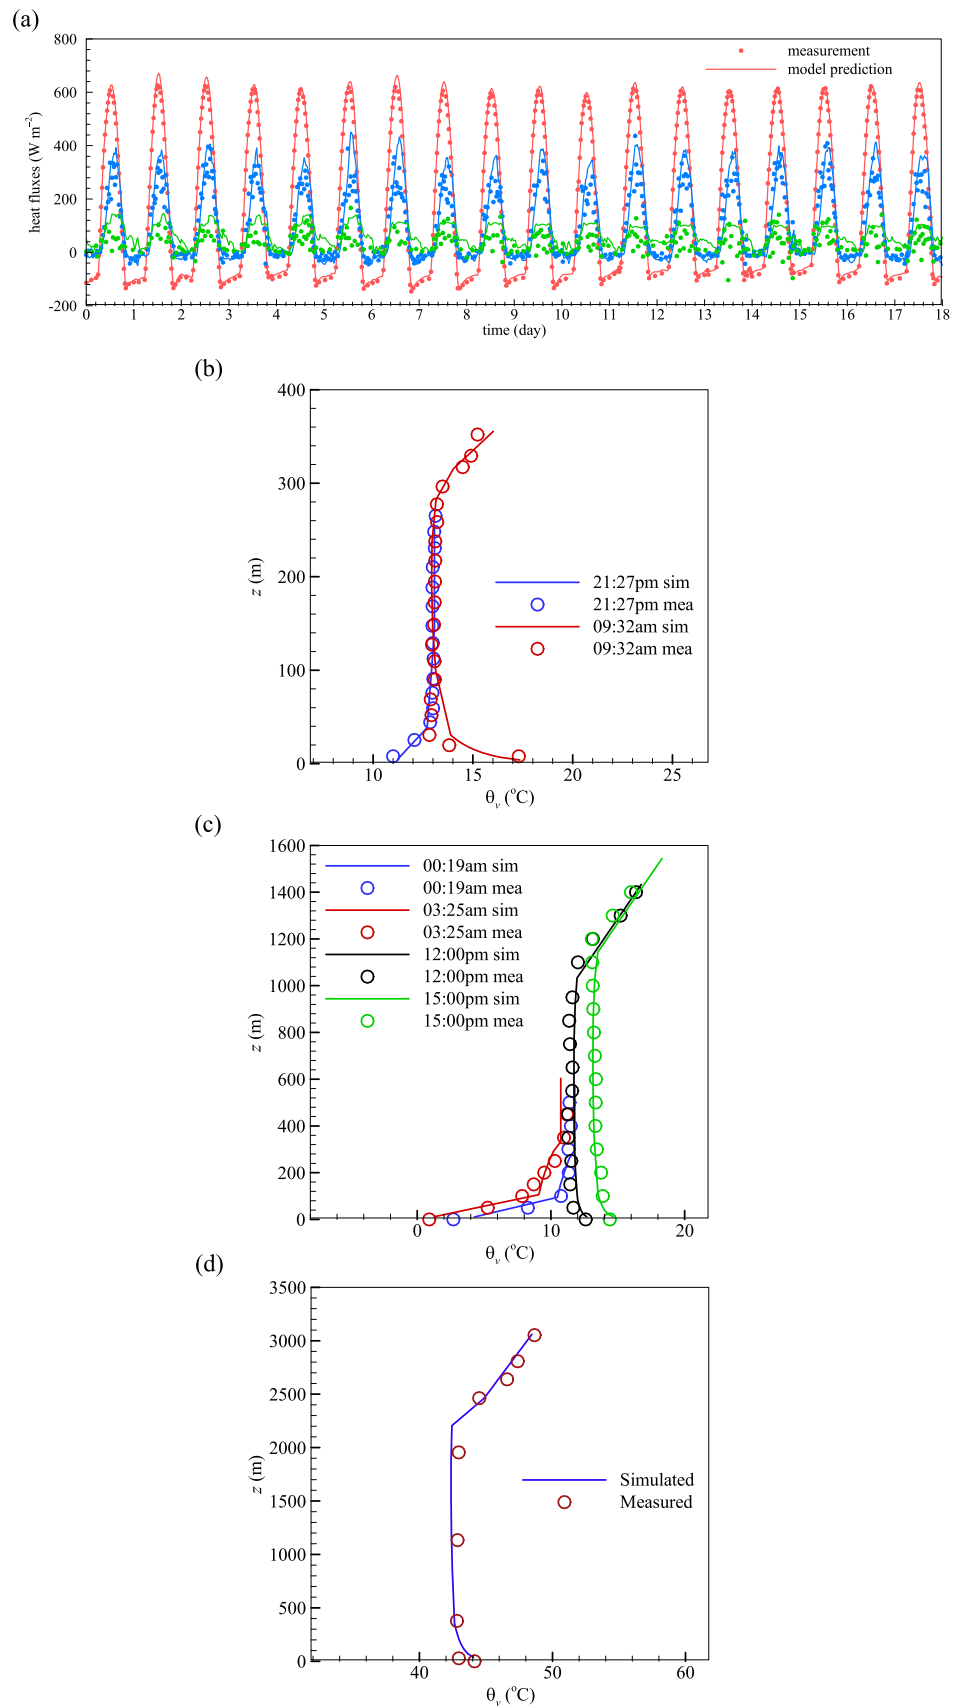 (a)
800
600
400
200
0
-200
heat fluxes (W m⁻²)
measurement
model prediction
0 1 2 3 4 5 6 7 8 9 10 11 12 13 14 15 16 17 18
time (day)
(b)
400
300
200
100
0
z (m)
21:27pm sim
21:27pm mea
09:32am sim
09:32am mea
10 15 20 25
θv (°C)
(c)
1600
1400
1200
1000
800
600
400
200
0
z (m)
00:19am sim
00:19am mea
03:25am sim
03:25am mea
12:00pm sim
12:00pm mea
15:00pm sim
15:00pm mea
0 10 20
θv (°C)
(d)
3500
3000
2500
2000
1500
1000
500
0
z (m)
Simulated
Measured
40 50 60
θv (°C)